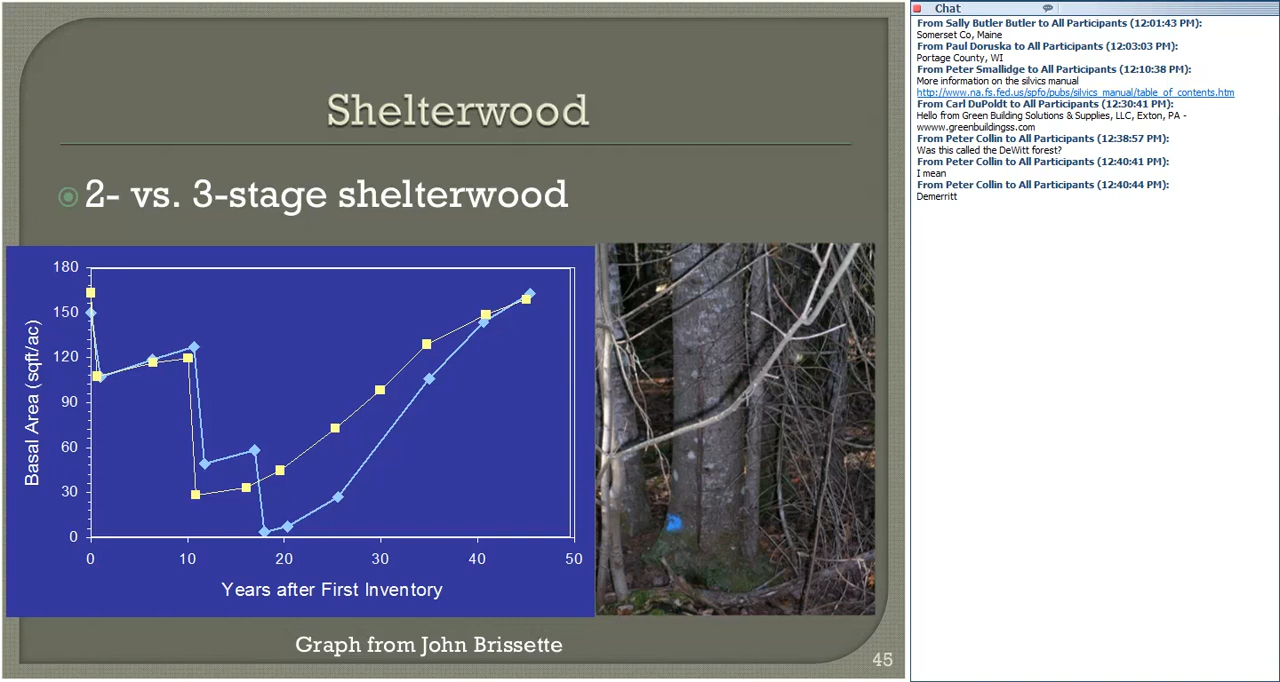 Shelterwood
2- vs. 3-stage shelterwood
180
150
120
90
60
30
0
Basal Area (sqft/ac)
0 10 20 30 40 50
Years after First Inventory
Graph from John Brissette
45
Chat
From Sally Butler Butler to All Participants (12:01:43 PM):
Somerset Co, Maine
From Paul Doruska to All Participants (12:03:03 PM):
Portage County, WI
From Peter Smallidge to All Participants (12:10:38 PM):
More information on the silvics manual
http://www.na.fs.fed.us/spfo/pubs/silvics_manual/table_of_contents.htm
From Carl DuPoldt to All Participants (12:30:41 PM):
Hello from Green Building Solutions & Supplies, LLC, Exton, PA -
wwww.greenbuildingss.com
From Peter Collin to All Participants (12:38:57 PM):
Was this called the DeWitt forest?
From Peter Collin to All Participants (12:40:41 PM):
I mean
From Peter Collin to All Participants (12:40:44 PM):
Demerritt